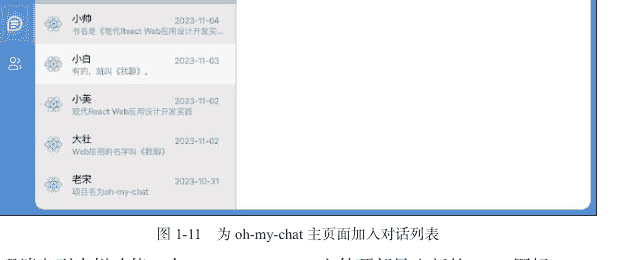 小帅 2023-11-04
书名是《现代React Web应用设计开发实...
小白 2023-11-03
有的，就叫《我聊》。
小美 2023-11-02
现代React Web应用设计开发实践
大壮 2023-11-02
Web应用的名字叫《我聊》
老宋 2023-10-31
项目名为oh-my-chat
图 1-11 为 oh-my-chat 主页面加入对话列表